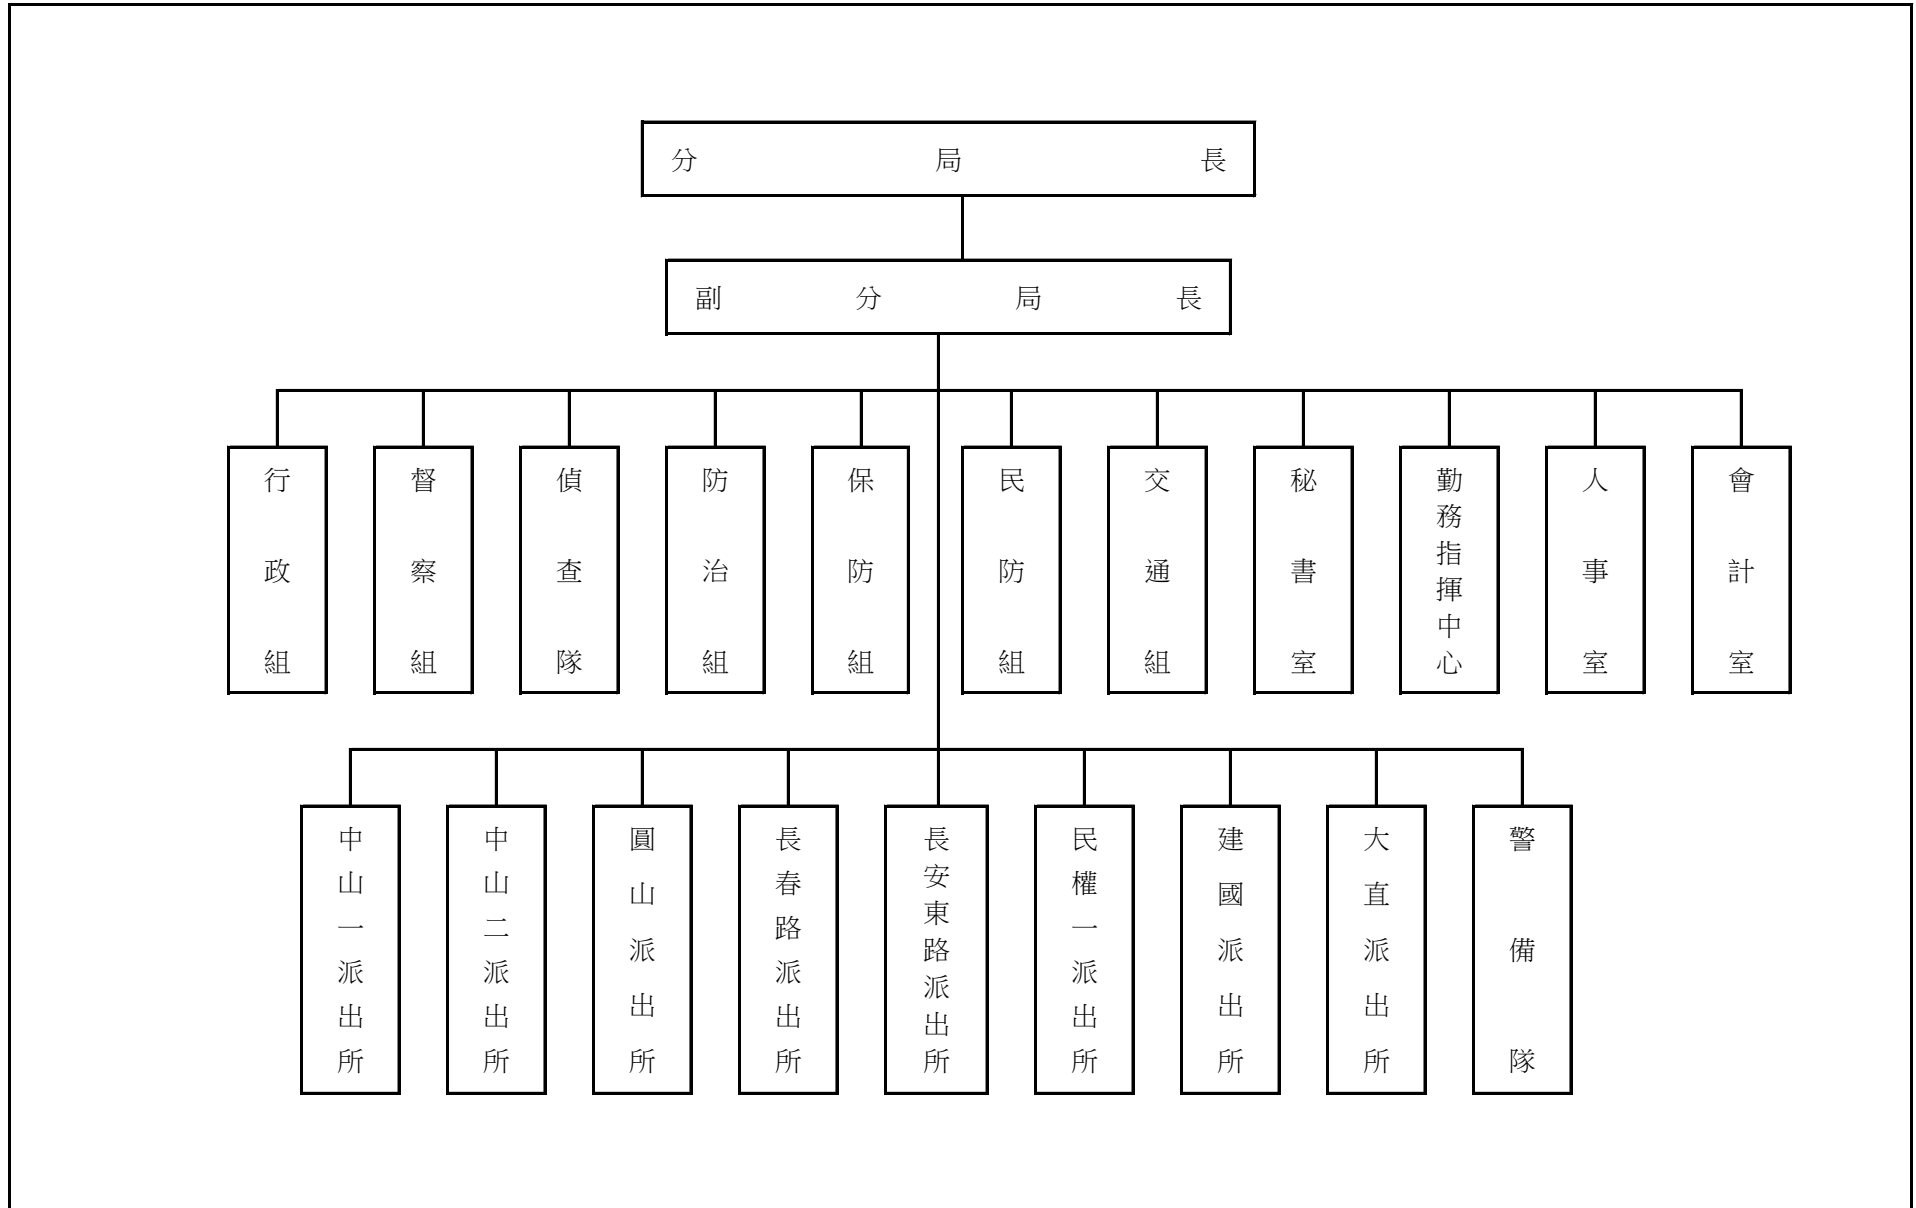 分局長
副分局長
行政組
督察組
偵查隊
防治組
保防組
民防組
交通組
秘書室
勤務指揮中心
人事室
會計室
中山一派出所
中山二派出所
圓山派出所
長春路派出所
長安東路派出所
民權一派出所
建國派出所
大直派出所
警備隊